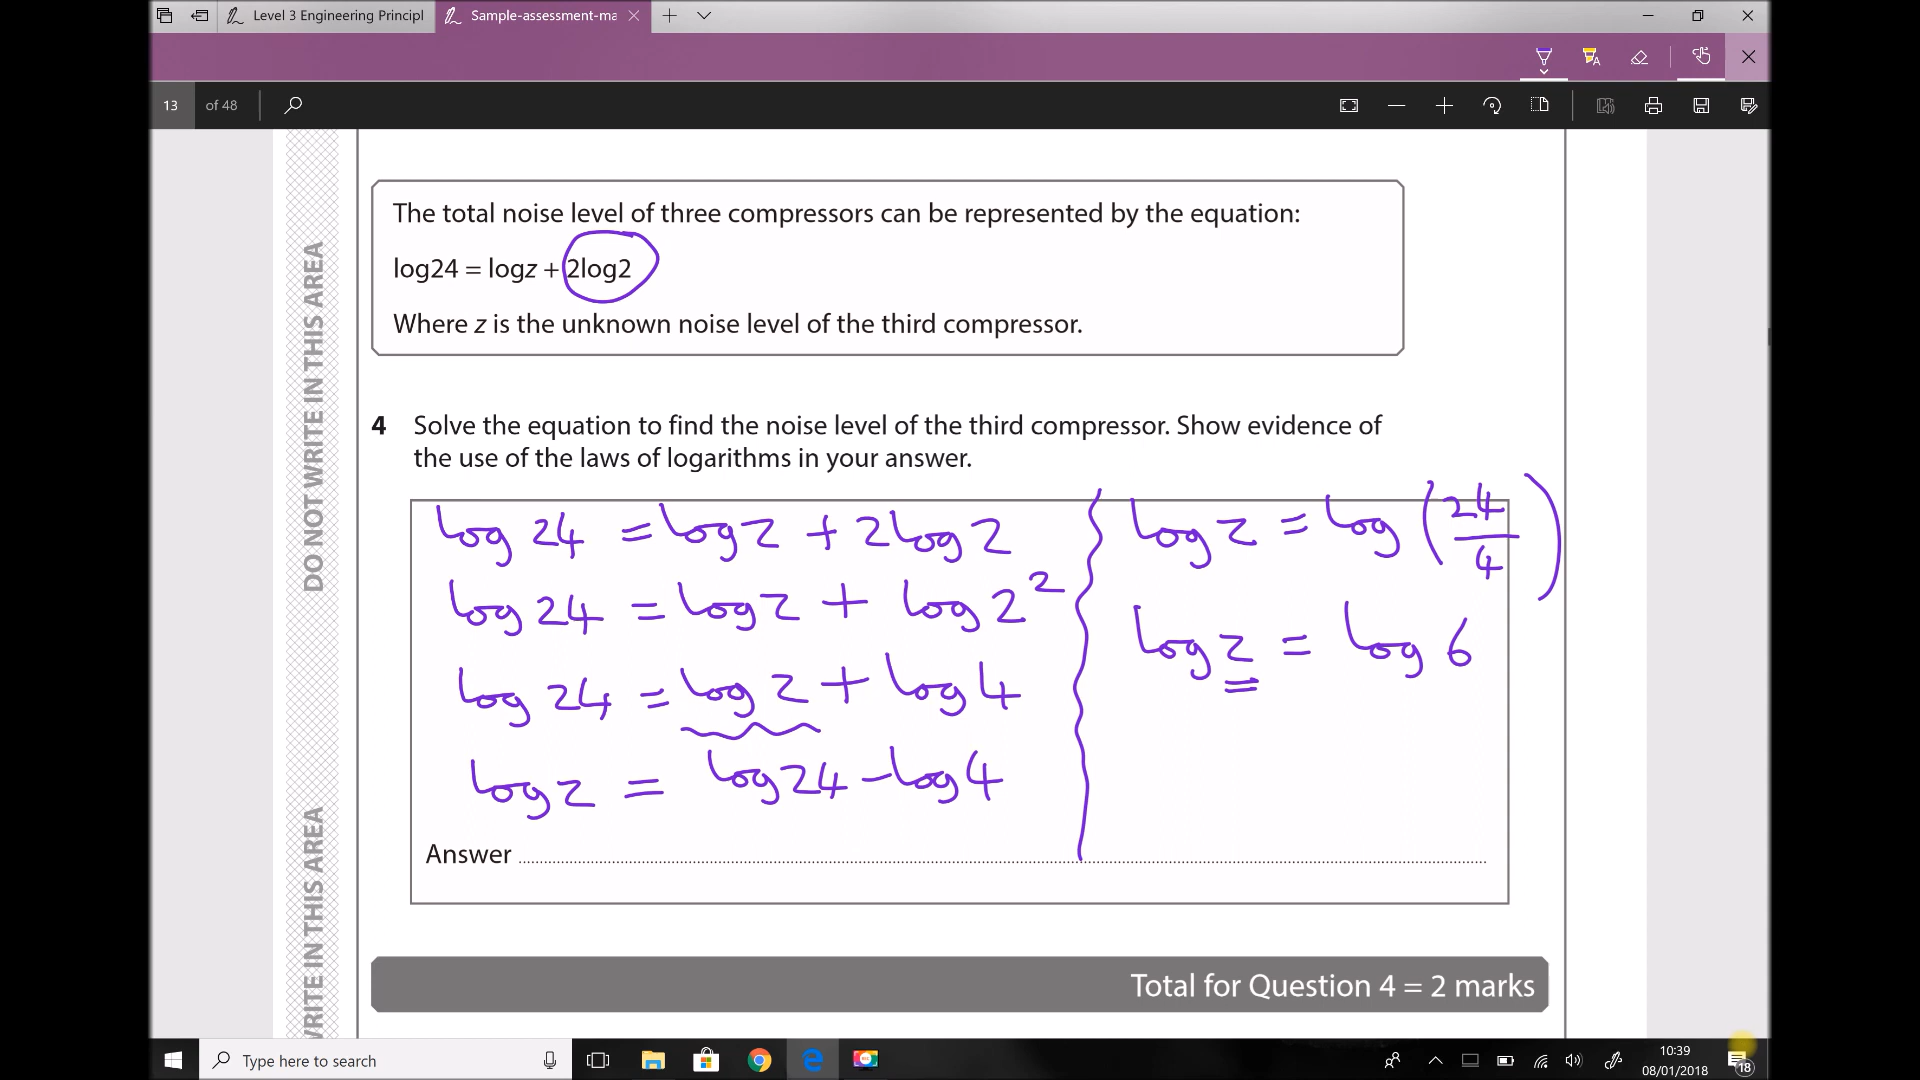 Level 3 Engineering Principl
Sample-assessment-ma
13 of 48
The total noise level of three compressors can be represented by the equation:
log24 = logz + 2log2
Where z is the unknown noise level of the third compressor.
DO NOT WRITE IN THIS AREA
4 Solve the equation to find the noise level of the third compressor. Show evidence of
the use of the laws of logarithms in your answer.
log 24 = log z + 2 log 2
log 24 = log z + log 2²
log 24 = log z + log 4
log z = log 24 - log 4
log z = log (24/4)
log z = log 6
Answer
WRITE IN THIS AREA
Total for Question 4 = 2 marks
Type here to search
10:39
08/01/2018
18